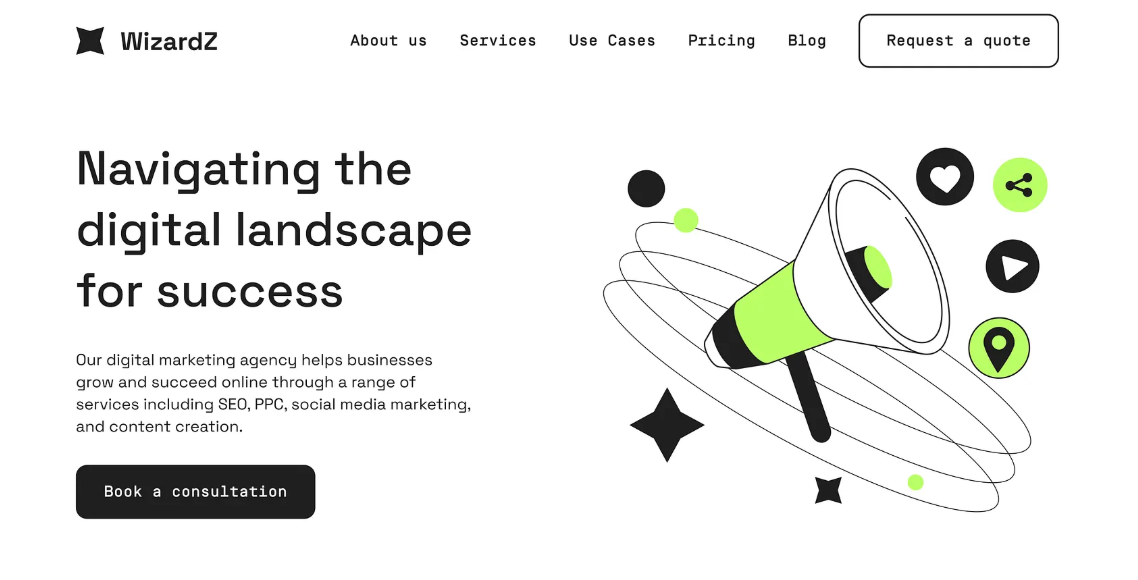 WizardZ
About us
Services
Use Cases
Pricing
Blog
Request a quote
Navigating the
digital landscape
for success
Our digital marketing agency helps businesses
grow and succeed online through a range of
services including SEO, PPC, social media marketing,
and content creation.
Book a consultation